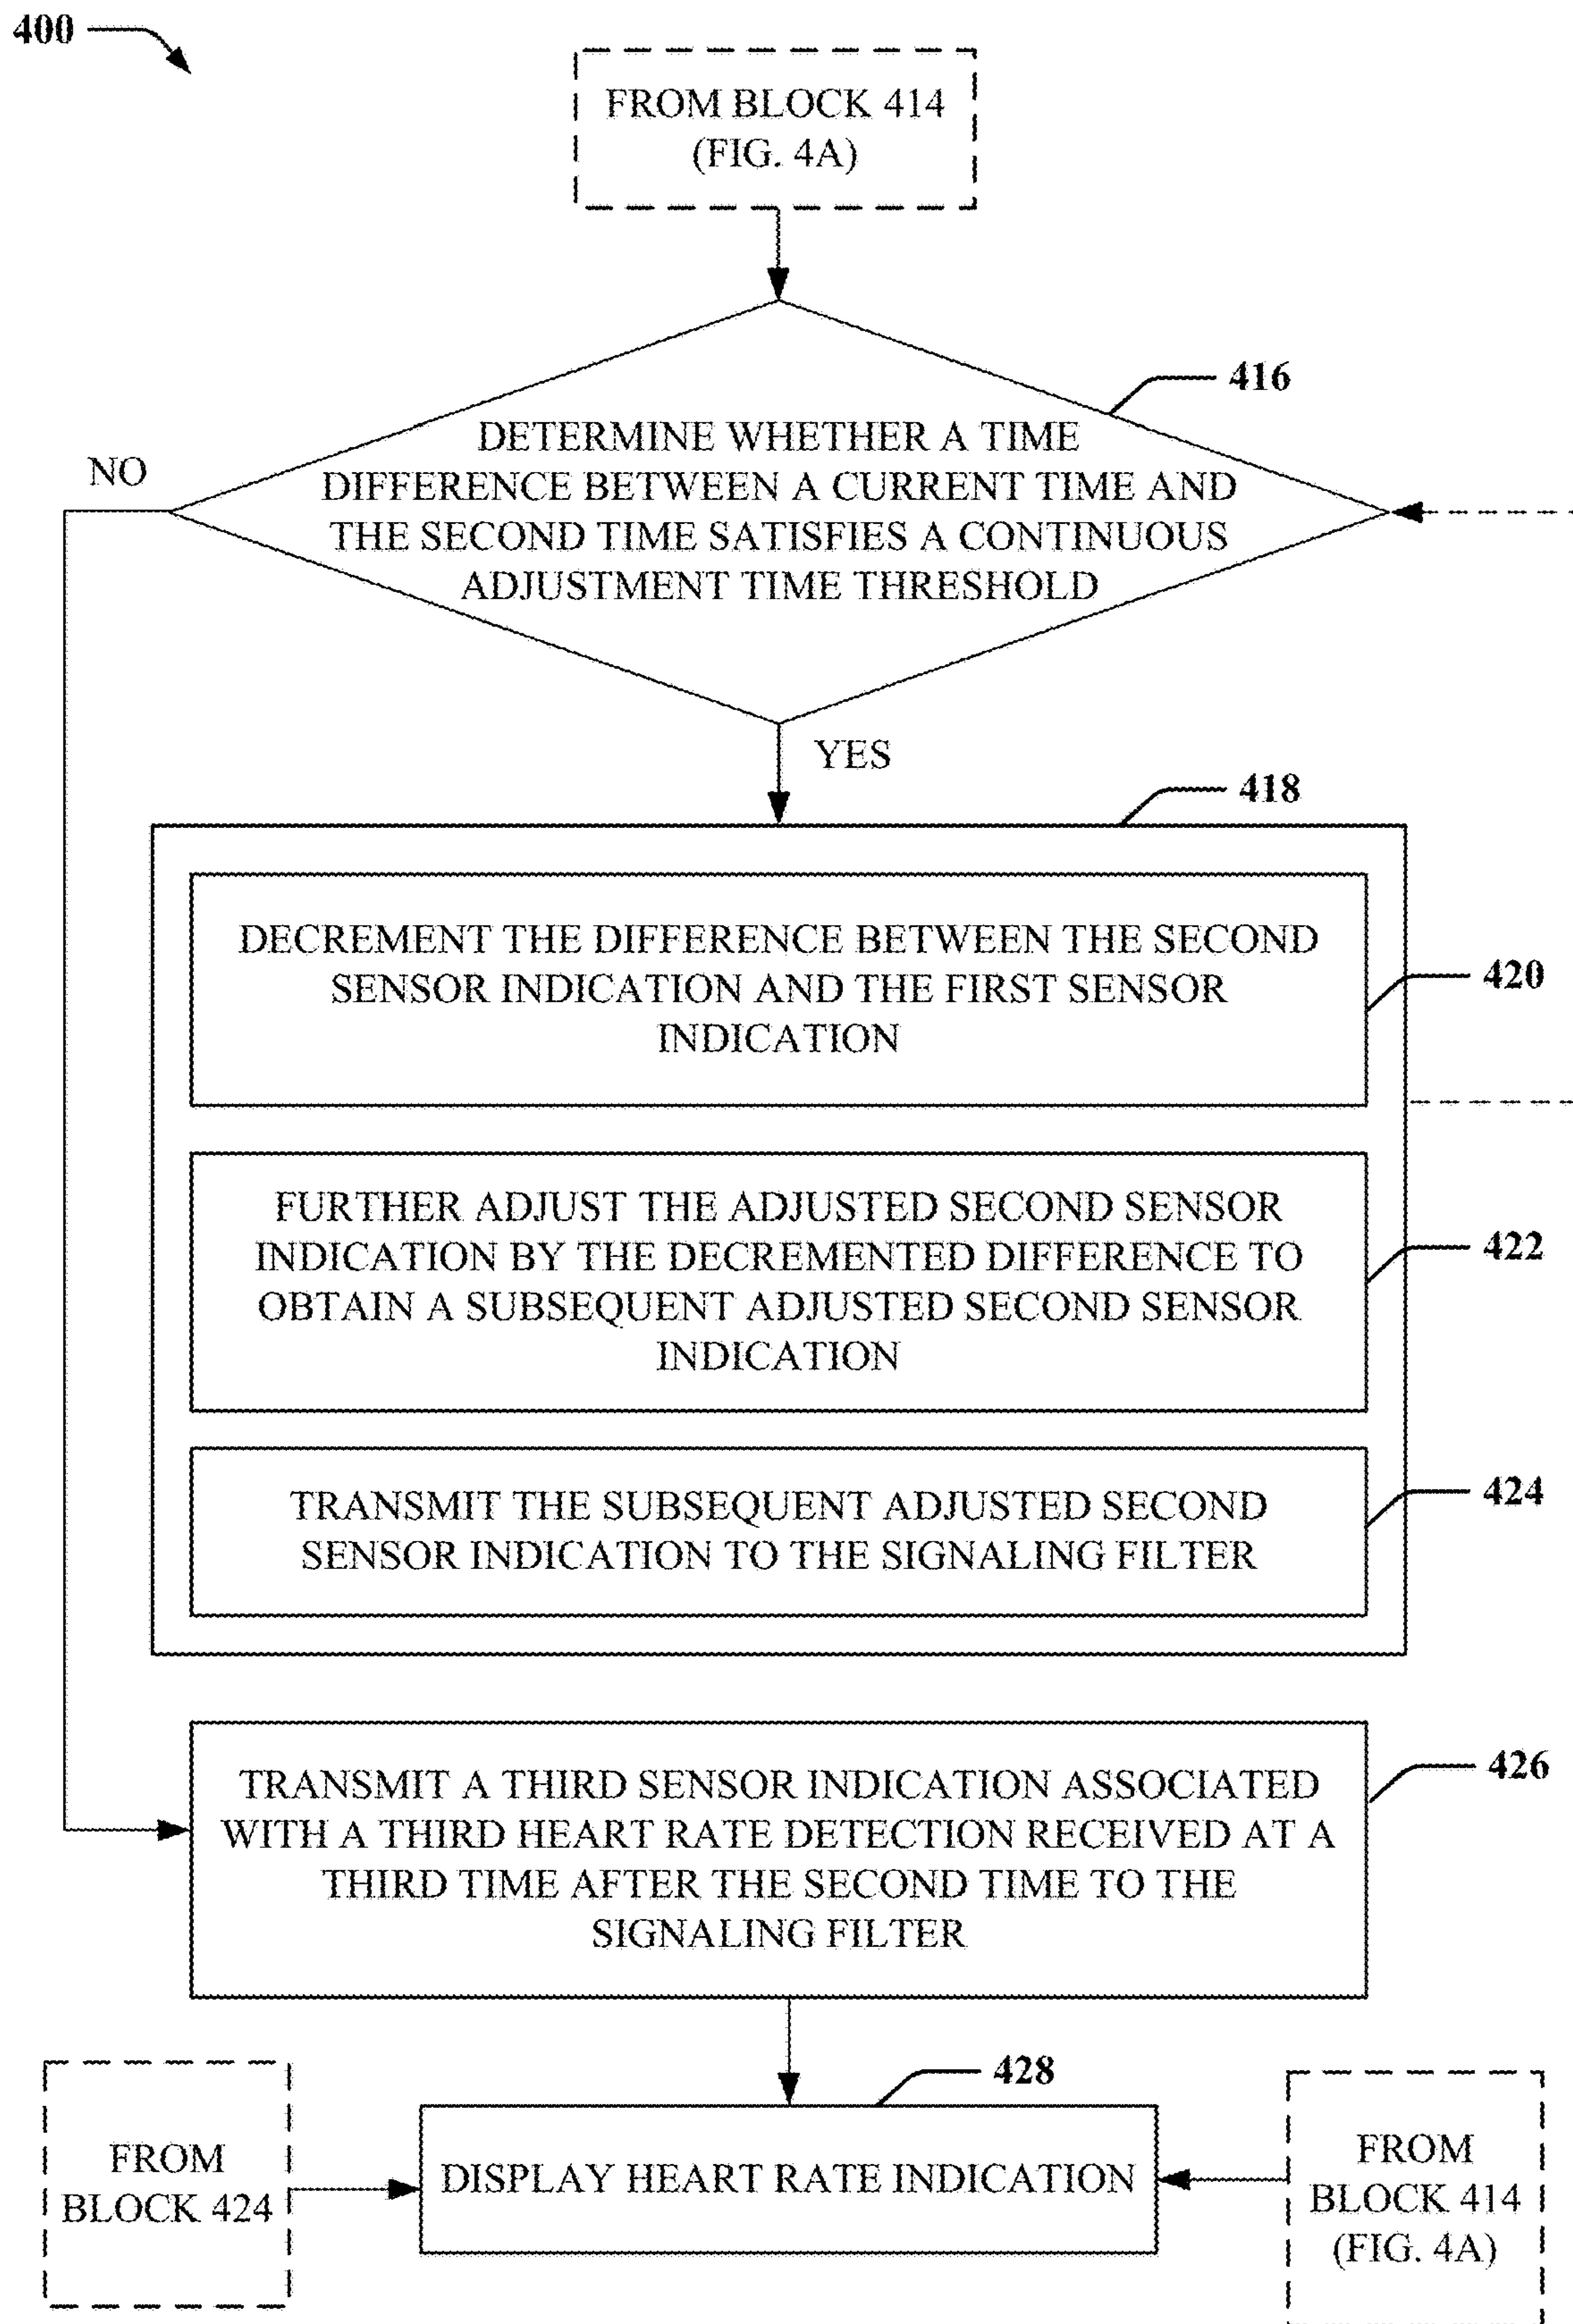 400
FROM BLOCK 414
(FIG. 4A)
416
DETERMINE WHETHER A TIME
DIFFERENCE BETWEEN A CURRENT TIME AND
THE SECOND TIME SATISFIES A CONTINUOUS
ADJUSTMENT TIME THRESHOLD
NO
YES
418
DECREMENT THE DIFFERENCE BETWEEN THE SECOND
SENSOR INDICATION AND THE FIRST SENSOR
INDICATION
420
FURTHER ADJUST THE ADJUSTED SECOND SENSOR
INDICATION BY THE DECREMENTED DIFFERENCE TO
OBTAIN A SUBSEQUENT ADJUSTED SECOND SENSOR
INDICATION
422
TRANSMIT THE SUBSEQUENT ADJUSTED SECOND
SENSOR INDICATION TO THE SIGNALING FILTER
424
TRANSMIT A THIRD SENSOR INDICATION ASSOCIATED
WITH A THIRD HEART RATE DETECTION RECEIVED AT A
THIRD TIME AFTER THE SECOND TIME TO THE
SIGNALING FILTER
426
428
FROM
BLOCK 424
DISPLAY HEART RATE INDICATION
FROM
BLOCK 414
(FIG. 4A)